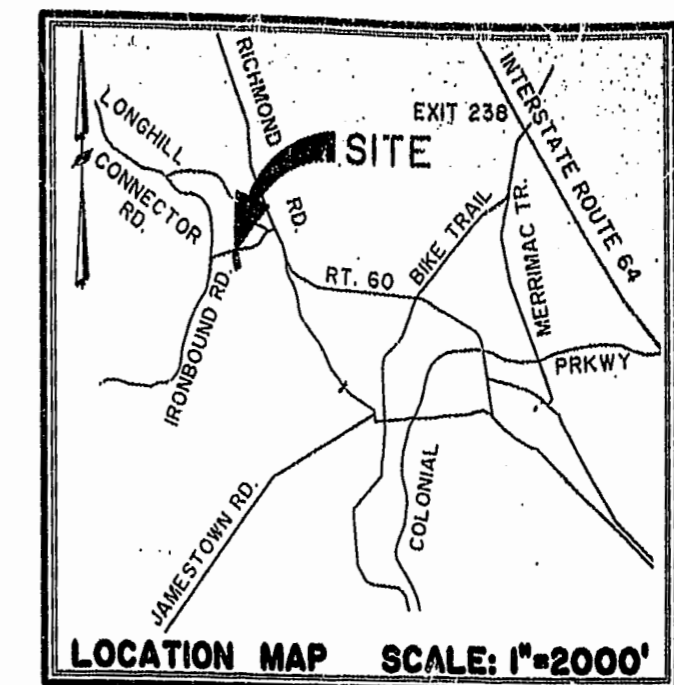 RICHMOND
RD.
LONGHILL
CONNECTOR
RD.
SITE
EXIT 238
INTERSTATE ROUTE 64
IRONBOUND RD.
RT. 60
BIKE TRAIL
MERRIMAC TR.
COLONIAL
PRKWY
JAMESTOWN RD.
LOCATION MAP SCALE: 1"=2000'